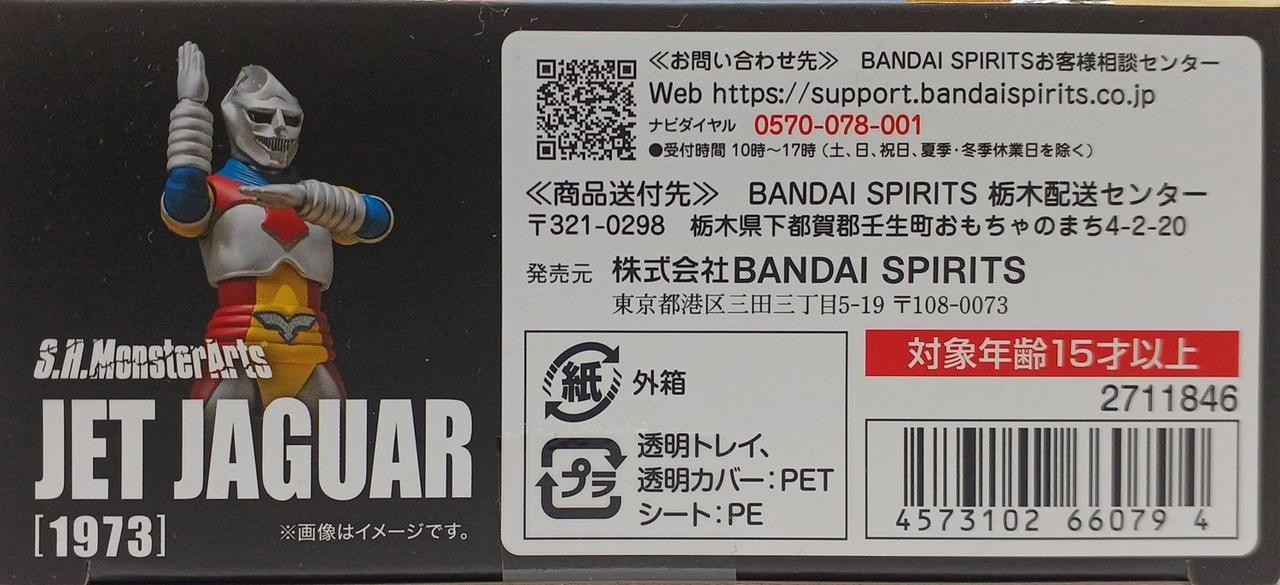 S.H.MonsterArts
JET JAGUAR
[1973]
※画像はイメージです。
≪お問い合わせ先≫ BANDAI SPIRITSお客様相談センター
Web https://support.bandaispirits.co.jp
ナビダイヤル 0570-078-001
●受付時間 10時～17時（土、日、祝日、夏季・冬季休業日を除く）
≪商品送付先≫ BANDAI SPIRITS 栃木配送センター
〒321-0298 栃木県下都賀郡壬生町おもちゃのまち4-2-20
発売元 株式会社BANDAI SPIRITS
東京都港区三田三丁目5-19 〒108-0073
紙 外箱
プラ 透明トレイ、
透明カバー：PET
シート：PE
対象年齢15才以上
2711846
4573102 66079 4